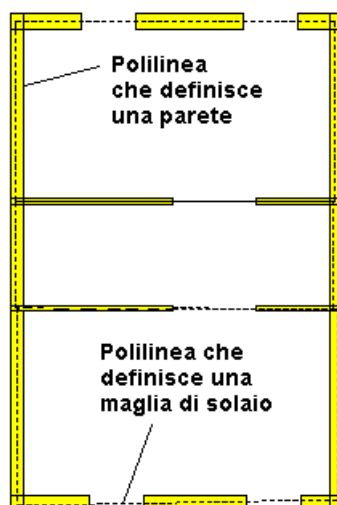 Polilinea
che definisce
una parete
Polilinea che
definisce una
maglia di solaio